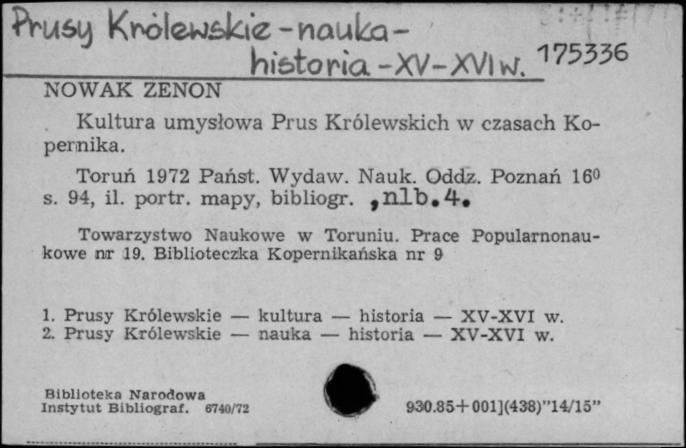 Prusy Królewskie - nauka -
historia - XV - XVI w. 175336
NOWAK ZENON
Kultura umysłowa Prus Królewskich w czasach Ko-
pernika.
Toruń 1972 Państ. Wydaw. Nauk. Oddz. Poznań 16⁰
s. 94, il. portr. mapy, bibliogr. , nlb. 4.
Towarzystwo Naukowe w Toruniu. Prace Popularnonau-
kowe nr 19. Biblioteczka Kopernikańska nr 9
1. Prusy Królewskie — kultura — historia — XV-XVI w.
2. Prusy Królewskie — nauka — historia — XV-XVI w.
Biblioteka Narodowa
Instytut Bibliograf. 6740/72 930.85+001](438)"14/15"